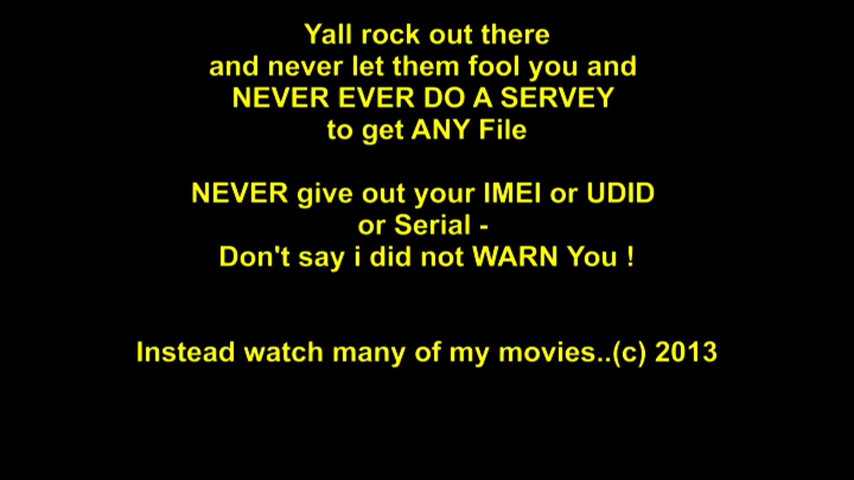 Yall rock out there
and never let them fool you and
NEVER EVER DO A SERVEY
to get ANY File
NEVER give out your IMEI or UDID
or Serial -
Don't say i did not WARN You !
Instead watch many of my movies..(c) 2013